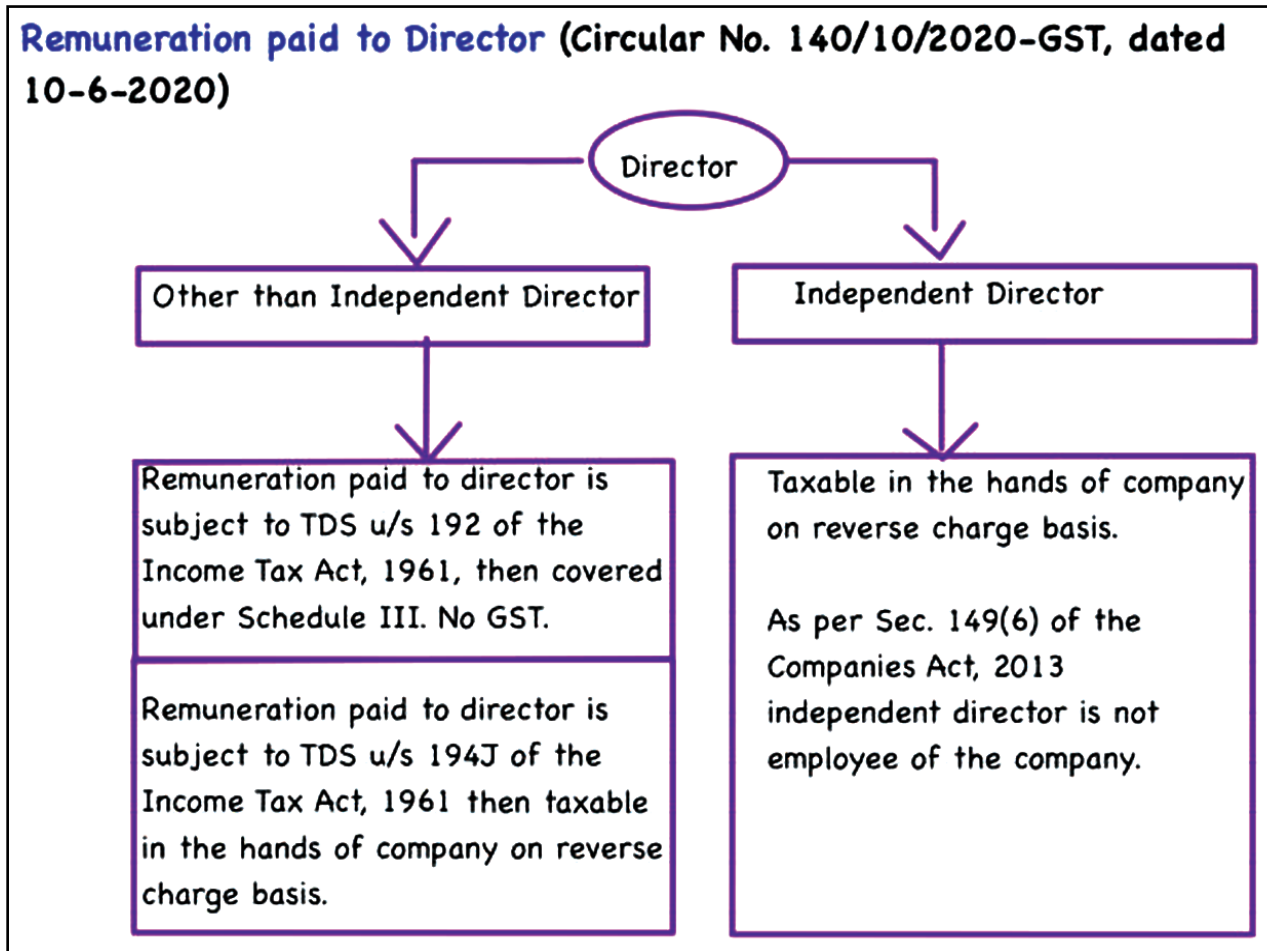 Remuneration paid to Director (Circular No. 140/10/2020-GST, dated
10-6-2020)
Director
Other than Independent Director
Independent Director
Remuneration paid to director is
subject to TDS u/s 192 of the
Income Tax Act, 1961, then covered
under Schedule III. No GST.
Remuneration paid to director is
subject to TDS u/s 194J of the
Income Tax Act, 1961 then taxable
in the hands of company on reverse
charge basis.
Taxable in the hands of company
on reverse charge basis.
As per Sec. 149(6) of the
Companies Act, 2013
independent director is not
employee of the company.